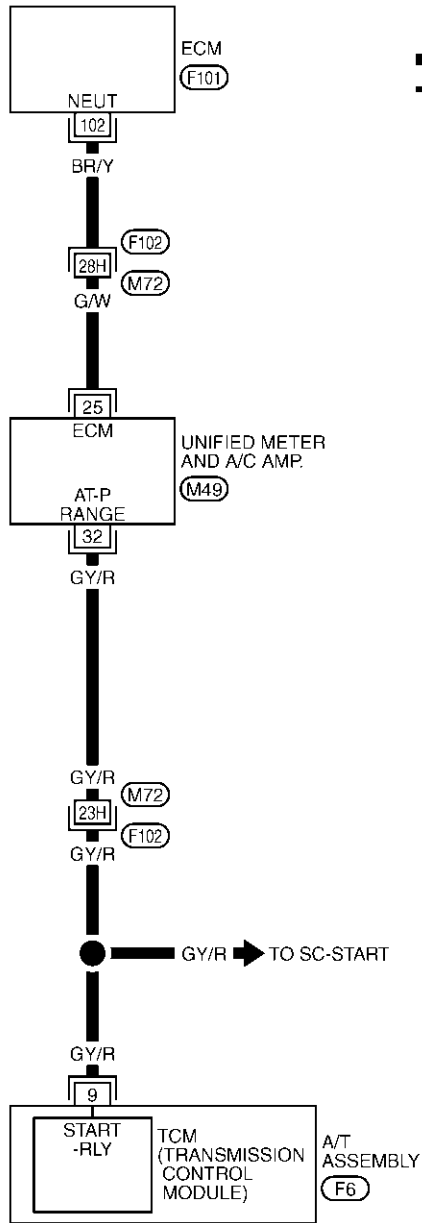 ECM
F101
NEUT
102
BR/Y
F102
28H
M72
G/W
25
ECM
UNIFIED METER
AND A/C AMP.
M49
AT-P
RANGE
32
GY/R
GY/R
M72
23H
F102
GY/R
GY/R TO SC-START
GY/R
9
START
-RLY
TCM
(TRANSMISSION
CONTROL
MODULE)
A/T
ASSEMBLY
F6